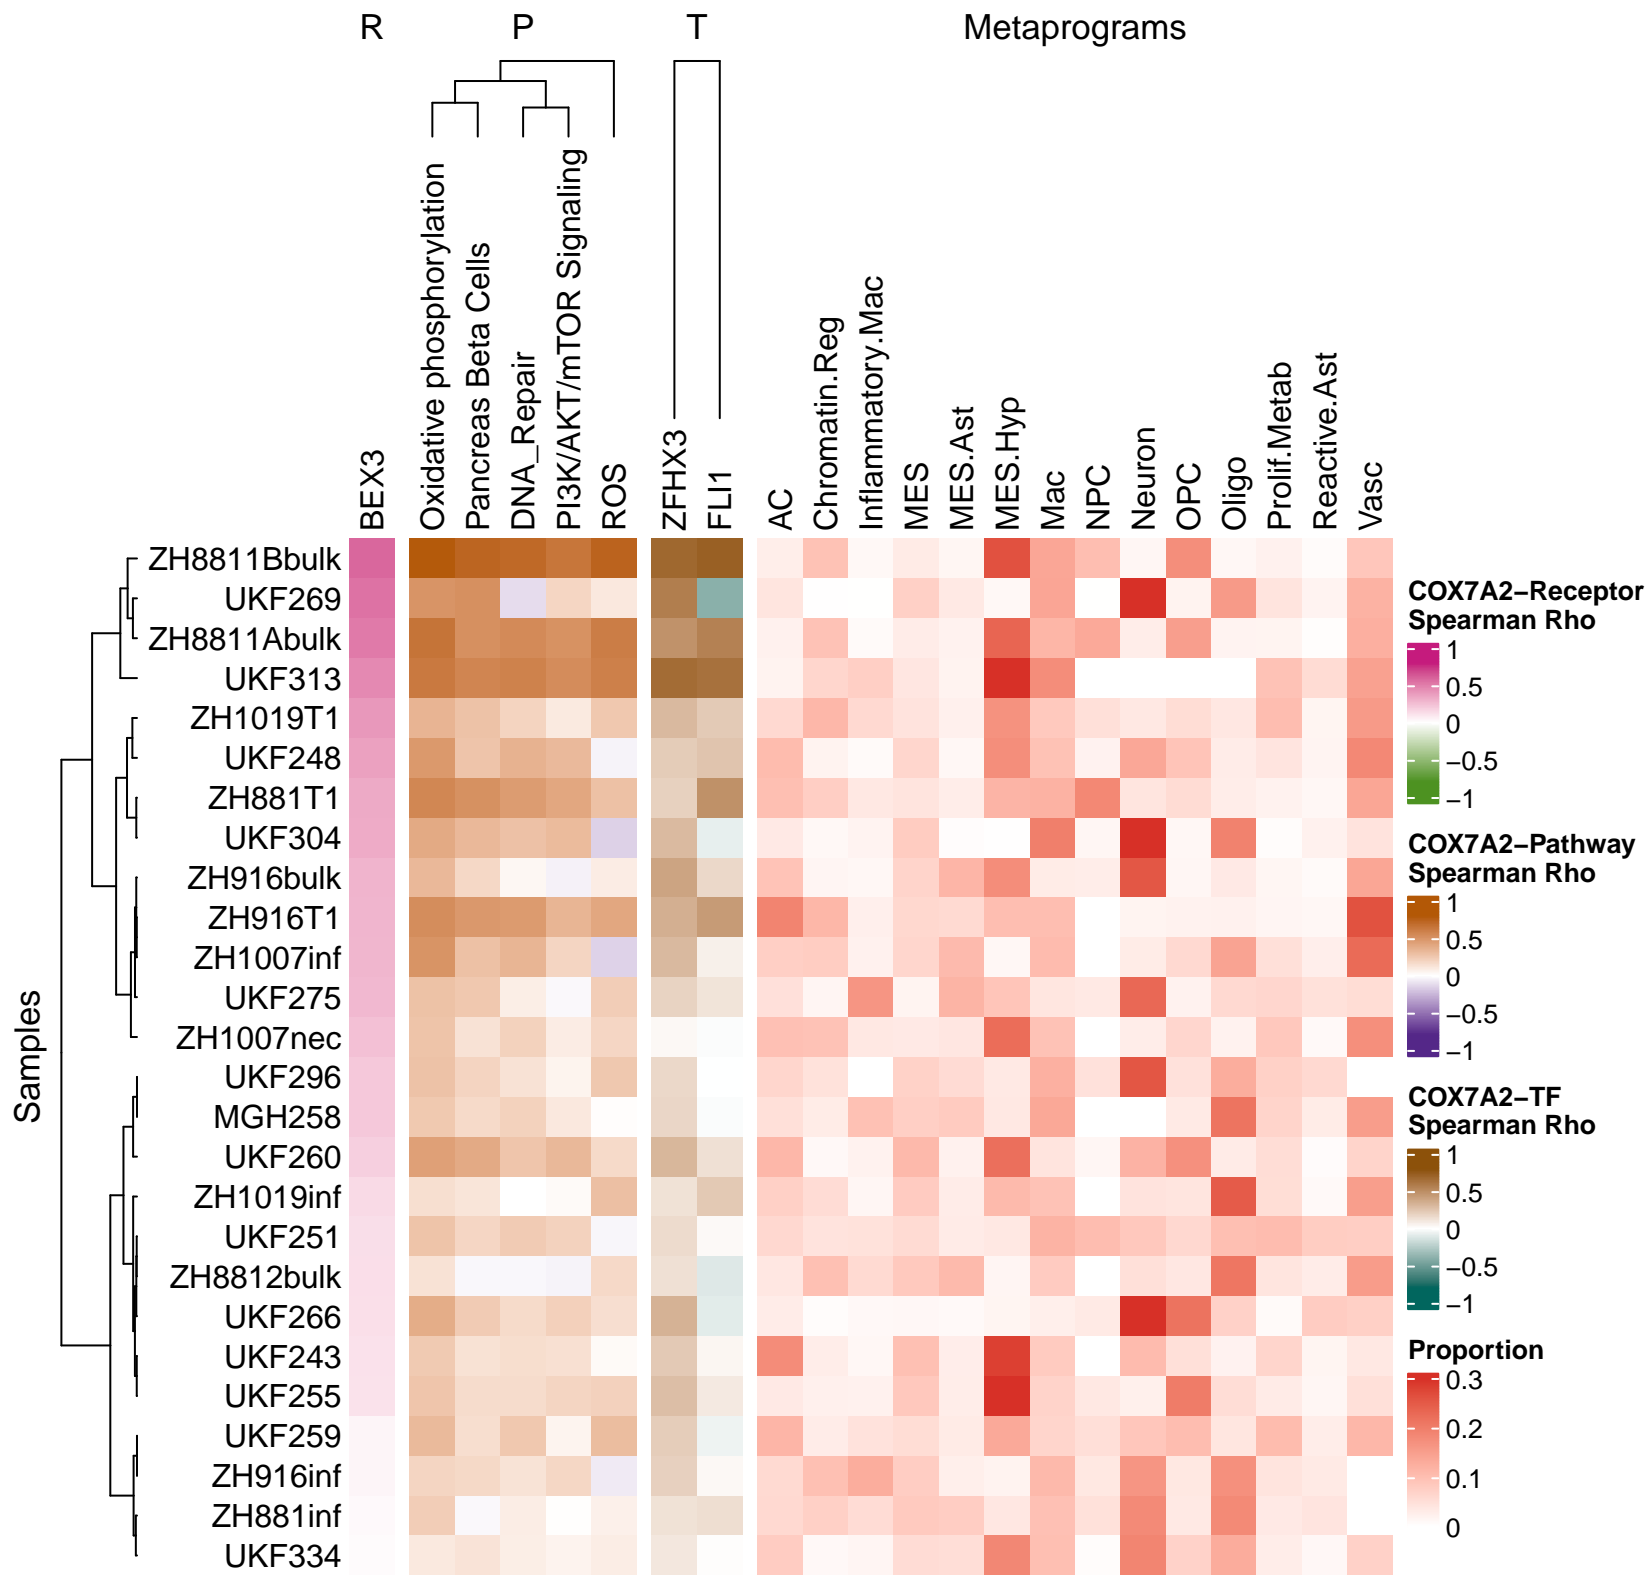 R
P
T
Metaprograms
BEX3
Oxidative phosphorylation
Pancreas Beta Cells
DNA_Repair
PI3K/AKT/mTOR Signaling
ROS
ZFHX3
FLI1
AC
Chromatin.Reg
Inflammatory.Mac
MES
MES.Ast
MES.Hyp
Mac
NPC
Neuron
OPC
Oligo
Prolif.Metab
Reactive.Ast
Vasc
Samples
ZH8811Bbulk
UKF269
ZH8811Abulk
UKF313
ZH1019T1
UKF248
ZH881T1
UKF304
ZH916bulk
ZH916T1
ZH1007inf
UKF275
ZH1007nec
UKF296
MGH258
UKF260
ZH1019inf
UKF251
ZH8812bulk
UKF266
UKF243
UKF255
UKF259
ZH916inf
ZH881inf
UKF334
COX7A2−Receptor
Spearman Rho
1
0.5
0
−0.5
−1
COX7A2−Pathway
Spearman Rho
1
0.5
0
−0.5
−1
COX7A2−TF
Spearman Rho
1
0.5
0
−0.5
−1
Proportion
0.3
0.2
0.1
0